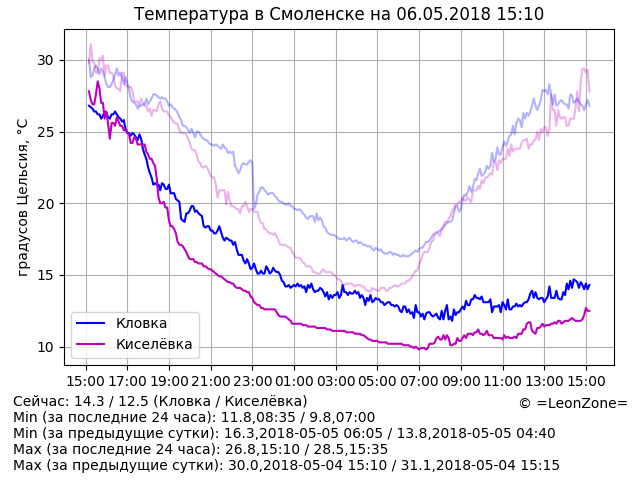 Температура в Смоленске на 06.05.2018 15:10
градусов Цельсия, °C
30
25
20
15
10
Кловка
Киселёвка
15:00 17:00 19:00 21:00 23:00 01:00 03:00 05:00 07:00 09:00 11:00 13:00 15:00
Сейчас: 14.3 / 12.5 (Кловка / Киселёвка)
© =LeonZone=
Min (за последние 24 часа): 11.8,08:35 / 9.8,07:00
Min (за предыдущие сутки): 16.3,2018-05-05 06:05 / 13.8,2018-05-05 04:40
Max (за последние 24 часа): 26.8,15:10 / 28.5,15:35
Max (за предыдущие сутки): 30.0,2018-05-04 15:10 / 31.1,2018-05-04 15:15